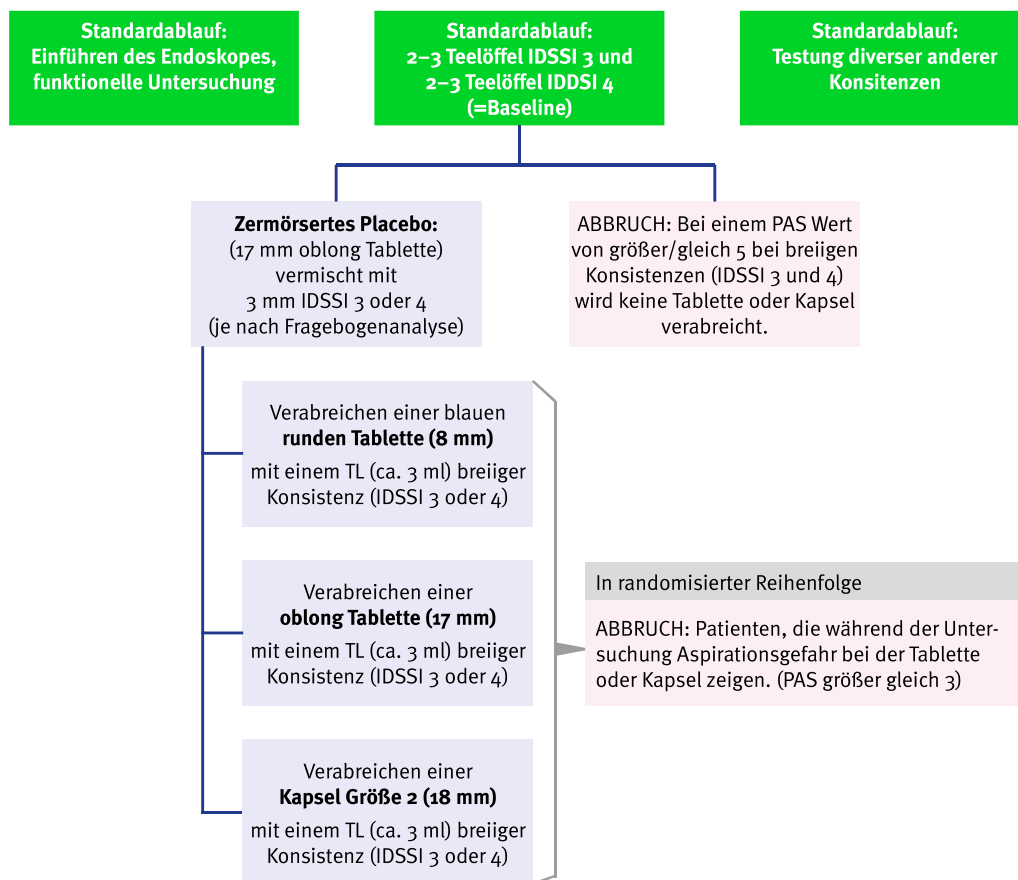 Standardablauf:
Einführen des Endoskopes,
funktionelle Untersuchung
Standardablauf:
2–3 Teelöffel IDSSI 3 und
2–3 Teelöffel IDDSI 4
(=Baseline)
Standardablauf:
Testung diverser anderer
Konsitenzen
Zermörsertes Placebo:
(17 mm oblong Tablette)
vermischt mit
3 mm IDSSI 3 oder 4
(je nach Fragebogenanalyse)
ABBRUCH: Bei einem PAS Wert
von größer/gleich 5 bei breiigen
Konsistenzen (IDSSI 3 und 4)
wird keine Tablette oder Kapsel
verabreicht.
Verabreichen einer blauen
runden Tablette (8 mm)
mit einem TL (ca. 3 ml) breiiger
Konsistenz (IDSSI 3 oder 4)
Verabreichen einer
oblong Tablette (17 mm)
mit einem TL (ca. 3 ml) breiiger
Konsistenz (IDSSI 3 oder 4)
Verabreichen einer
Kapsel Größe 2 (18 mm)
mit einem TL (ca. 3 ml) breiiger
Konsistenz (IDSSI 3 oder 4)
In randomisierter Reihenfolge
ABBRUCH: Patienten, die während der Unter-
suchung Aspirationsgefahr bei der Tablette
oder Kapsel zeigen. (PAS größer gleich 3)